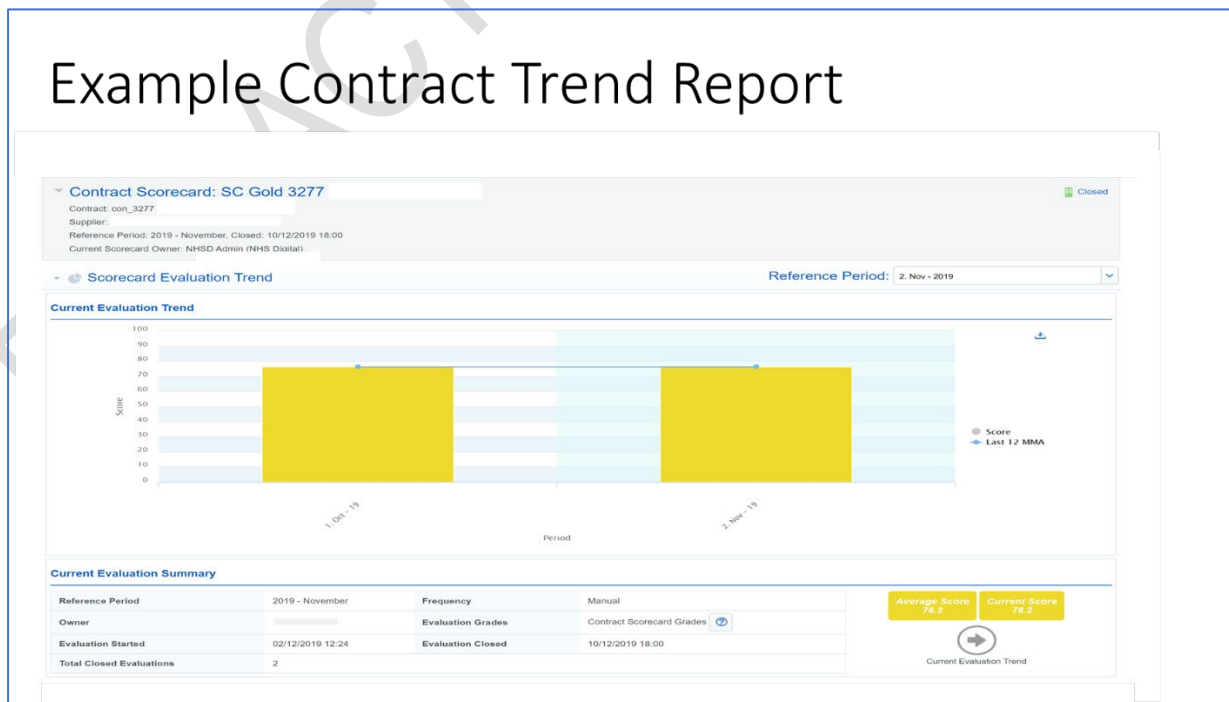 Example Contract Trend Report
Contract Scorecard: SC Gold 3277
Closed
Contract: con_3277
Supplier:
Reference Period: 2019 - November, Closed: 10/12/2019 18:00
Current Scorecard Owner: NHSD Admin (NHS Digital)
Scorecard Evaluation Trend
Reference Period: 2. Nov - 2019
Current Evaluation Trend
100
90
80
70
60
50
40
30
20
10
0
Score
Score
Last 12 MMA
1. Oct - 19
2. Nov - 19
Period
Current Evaluation Summary
Reference Period 2019 - November Frequency Manual
Owner Evaluation Grades Contract Scorecard Grades
Evaluation Started 02/12/2019 12:24 Evaluation Closed 10/12/2019 18:00
Total Closed Evaluations 2
Average Score
76.2
Current Score
76.2
Current Evaluation Trend